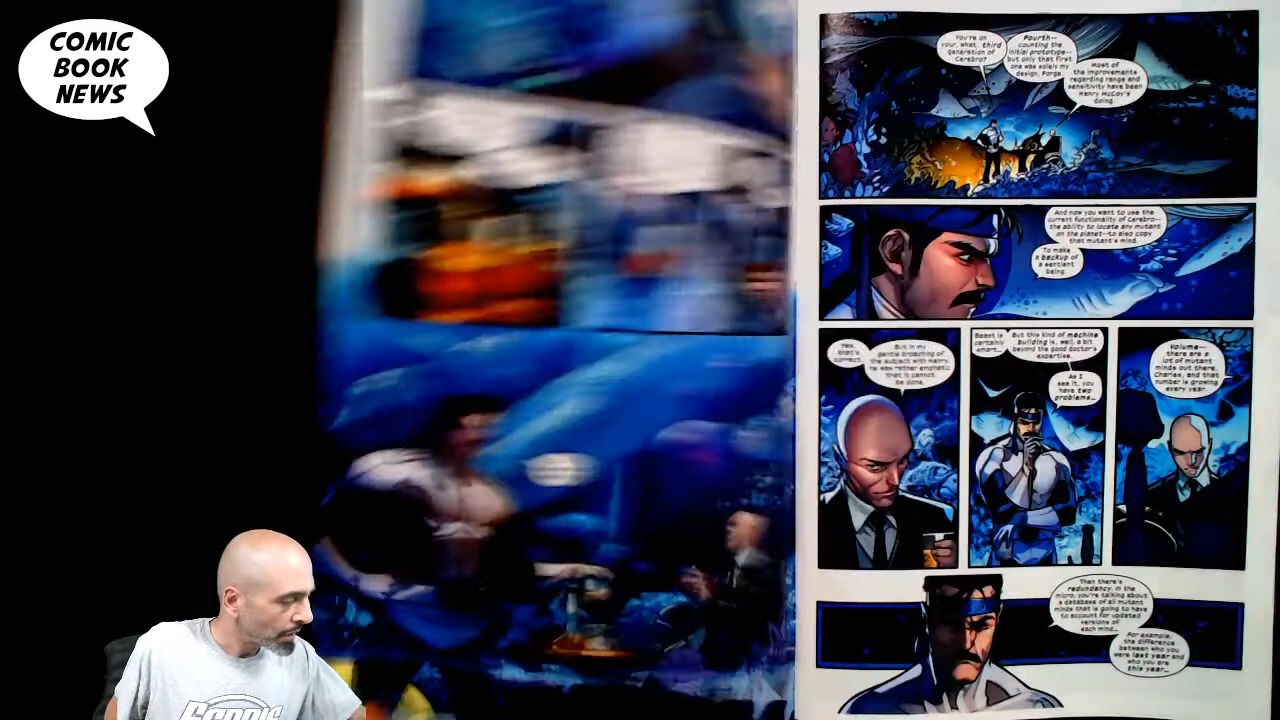 COMIC
BOOK
NEWS
You're on
your, what, third
generation of
Cerebro?
Fourth--
counting the
initial prototype--
but only that first
one was solely my
design, Forge.
Most of
the improvements
regarding range and
sensitivity have been
Henry McCoy's
doing.
And now you want to use the
current functionality of Cerebro--
the ability to locate any mutant
on the planet--to also copy
that mutant's mind.
To make
a backup of
a sentient
being.
Yes,
that's
correct.
But in my
gentle broaching of
the subject with Henry,
he was rather emphatic
that it cannot
be done.
Beast is
certainly
smart...
But this kind of machine
building is, well, a bit
beyond the good doctor's
expertise.
As I
see it, you
have two
problems...
Volume--
there are a
lot of mutant
minds out there,
Charles, and that
number is growing
every year.
Then there's
redundancy. In the
micro, you're talking about
a database of all mutant
minds that is going to have
to account for updated
versions of
each mind...
For example,
the difference
between who you
were last year and
who you are
this year...